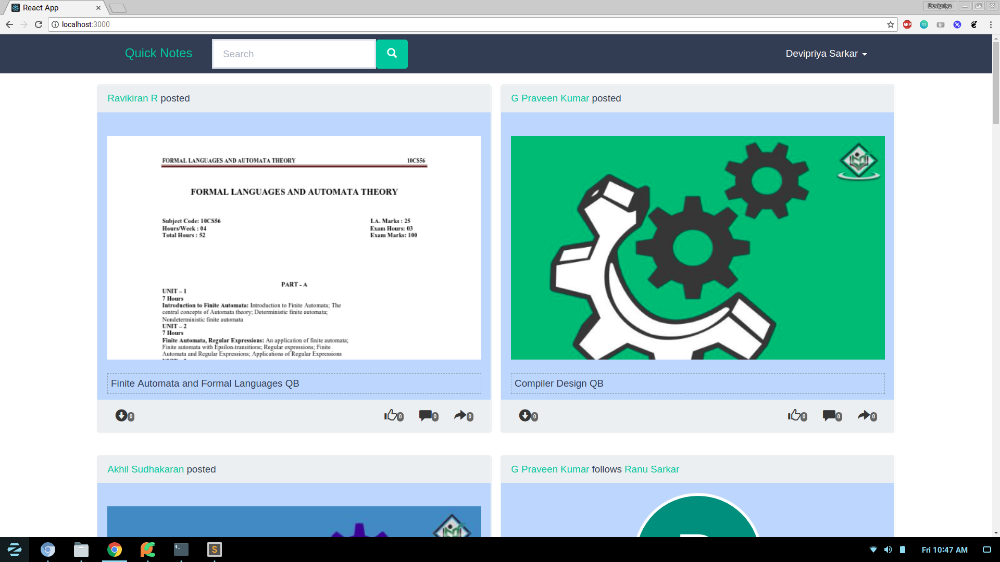 React App
Devipriya
localhost:3000
ABP
m
Quick Notes
Search
Devipriya Sarkar
Ravikiran R posted
FORMAL LANGUAGES AND AUTOMATA THEORY 10CS56
FORMAL LANGUAGES AND AUTOMATA THEORY
Subject Code: 10CS56 I.A. Marks : 25
Hours/Week : 04 Exam Hours: 03
Total Hours : 52 Exam Marks: 100
PART - A
UNIT – 1
7 Hours
Introduction to Finite Automata: Introduction to Finite Automata; The
central concepts of Automata theory; Deterministic finite automata;
Nondeterministic finite automata
UNIT – 2
7 Hours
Finite Automata, Regular Expressions: An application of finite automata;
Finite automata with Epsilon-transitions; Regular expressions; Finite
Automata and Regular Expressions; Applications of Regular Expressions
Finite Automata and Formal Languages QB
0 0 0 0
G Praveen Kumar posted
Compiler Design QB
0 0 0 0
Akhil Sudhakaran posted
G Praveen Kumar follows Ranu Sarkar
$-
S
Fri 10:47 AM